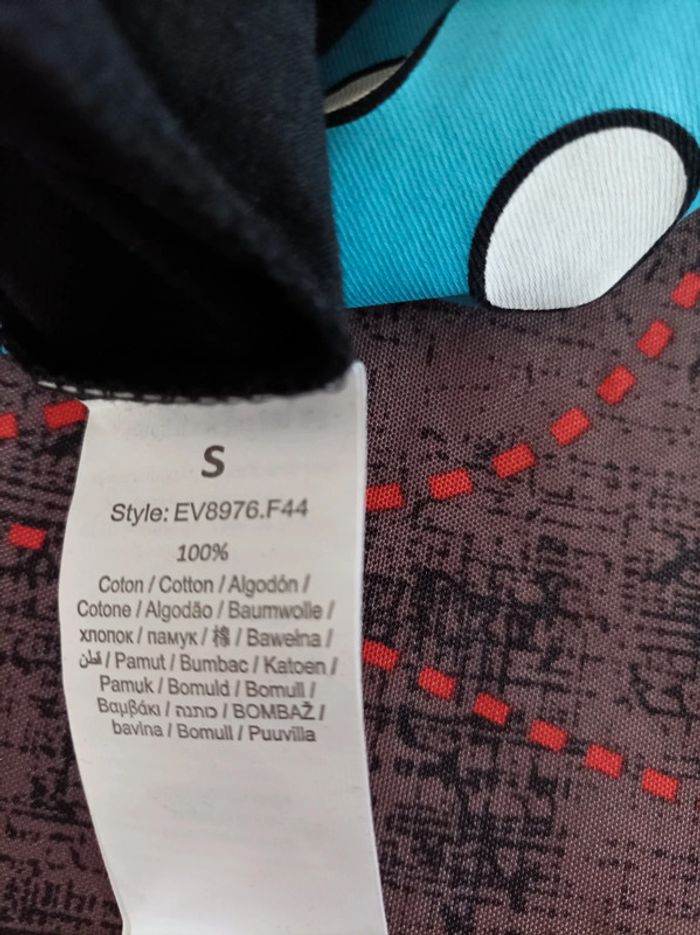 S
Style: EV8976.F44
100%
Coton / Cotton / Algodón /
Cotone / Algodão / Baumwolle /
хлопок / памук / 橡 / Bawełna /
قطن / Pamut / Bumbac / Katoen /
Pamuk / Bomuld / Bomull /
Βαμβάκι / כותנה / BOMBAŽ /
bavlna / Bomull / Puuvilla